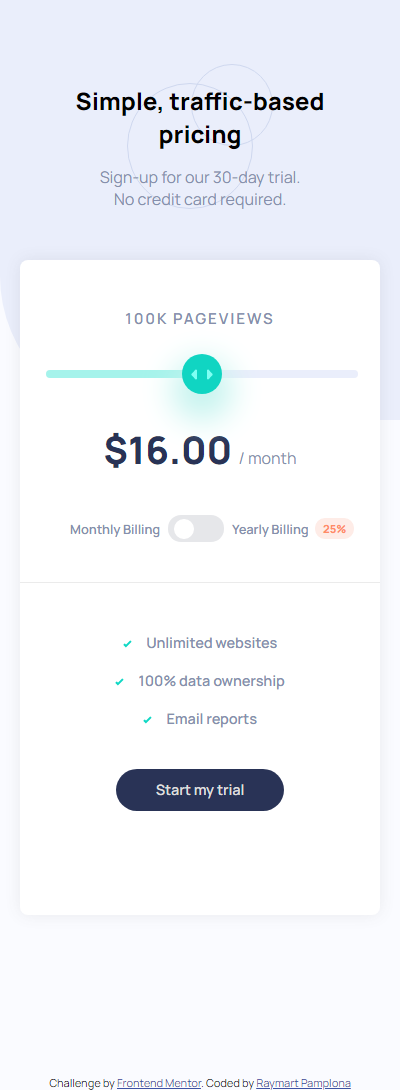 Simple, traffic-based
pricing
Sign-up for our 30-day trial.
No credit card required.
100K PAGEVIEWS
$16.00 / month
Monthly Billing Yearly Billing 25%
Unlimited websites
100% data ownership
Email reports
Start my trial
Challenge by Frontend Mentor. Coded by Raymart Pamplona